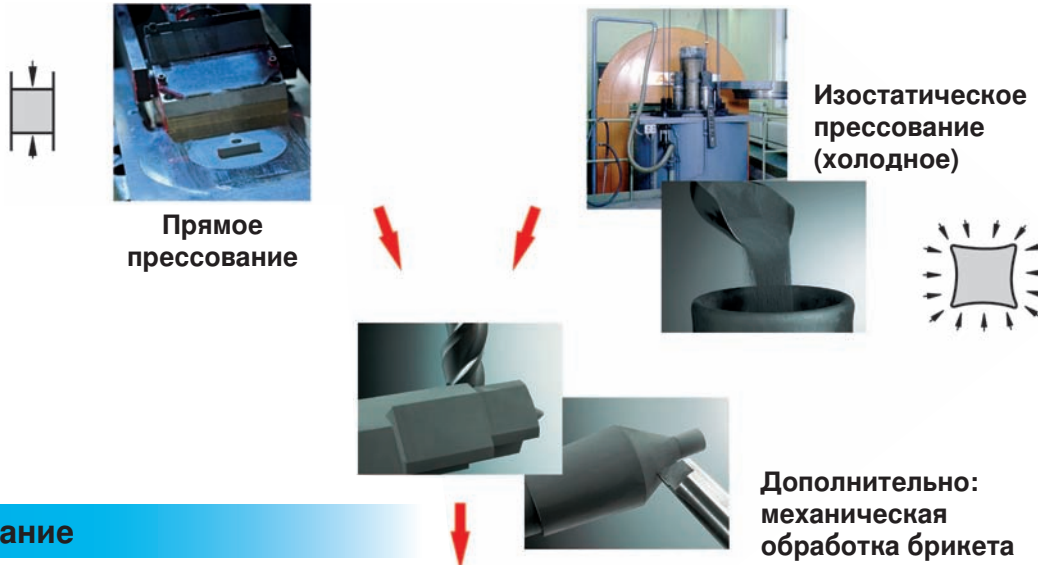 Изостатическое
прессование
(холодное)
Прямое
прессование
Дополнительно:
механическая
обработка брикета
ание